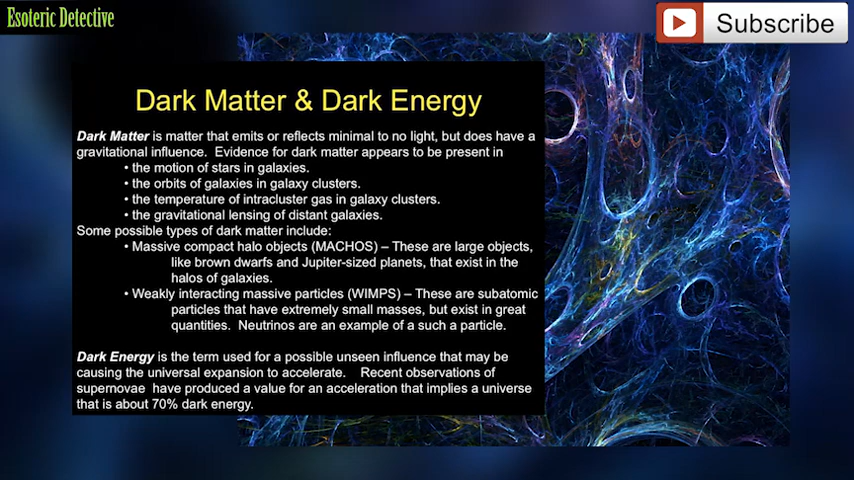 Esoteric Detective
Subscribe
Dark Matter & Dark Energy
Dark Matter is matter that emits or reflects minimal to no light, but does have a
gravitational influence. Evidence for dark matter appears to be present in
• the motion of stars in galaxies.
• the orbits of galaxies in galaxy clusters.
• the temperature of intracluster gas in galaxy clusters.
• the gravitational lensing of distant galaxies.
Some possible types of dark matter include:
• Massive compact halo objects (MACHOS) – These are large objects,
like brown dwarfs and Jupiter-sized planets, that exist in the
halos of galaxies.
• Weakly interacting massive particles (WIMPS) – These are subatomic
particles that have extremely small masses, but exist in great
quantities. Neutrinos are an example of a such a particle.
Dark Energy is the term used for a possible unseen influence that may be
causing the universal expansion to accelerate. Recent observations of
supernovae have produced a value for an acceleration that implies a universe
that is about 70% dark energy.